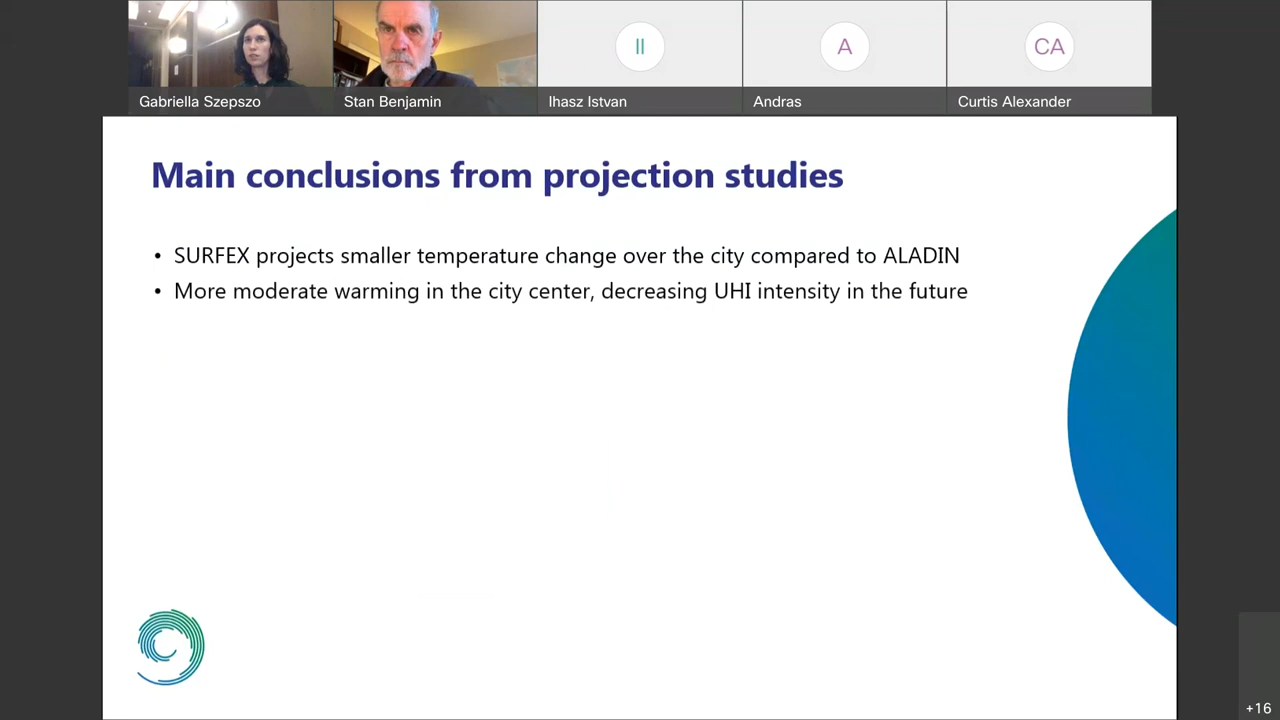 Gabriella Szepszo
Stan Benjamin
II
Ihasz Istvan
A
Andras
CA
Curtis Alexander
Main conclusions from projection studies
• SURFEX projects smaller temperature change over the city compared to ALADIN
• More moderate warming in the city center, decreasing UHI intensity in the future
+16